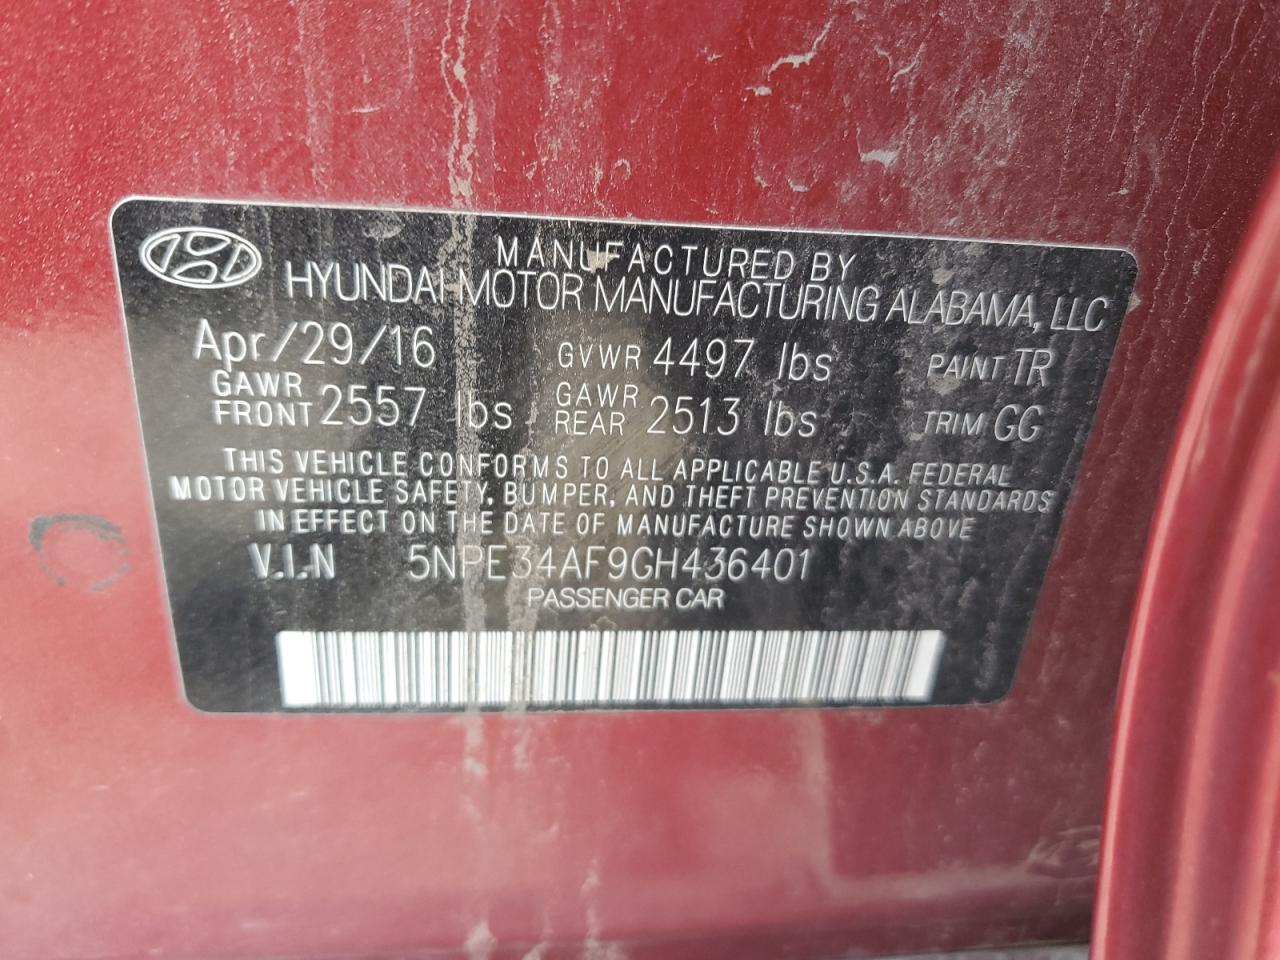 MANUFACTURED BY
HYUNDAI MOTOR MANUFACTURING ALABAMA, LLC
Apr/29/16 GVWR 4497 lbs PAINT TR
GAWR FRONT 2557 lbs GAWR REAR 2513 lbs TRIM GG
THIS VEHICLE CONFORMS TO ALL APPLICABLE U.S.A. FEDERAL
MOTOR VEHICLE SAFETY, BUMPER, AND THEFT PREVENTION STANDARDS
IN EFFECT ON THE DATE OF MANUFACTURE SHOWN ABOVE
V.I.N 5NPE34AF9GH436401
PASSENGER CAR